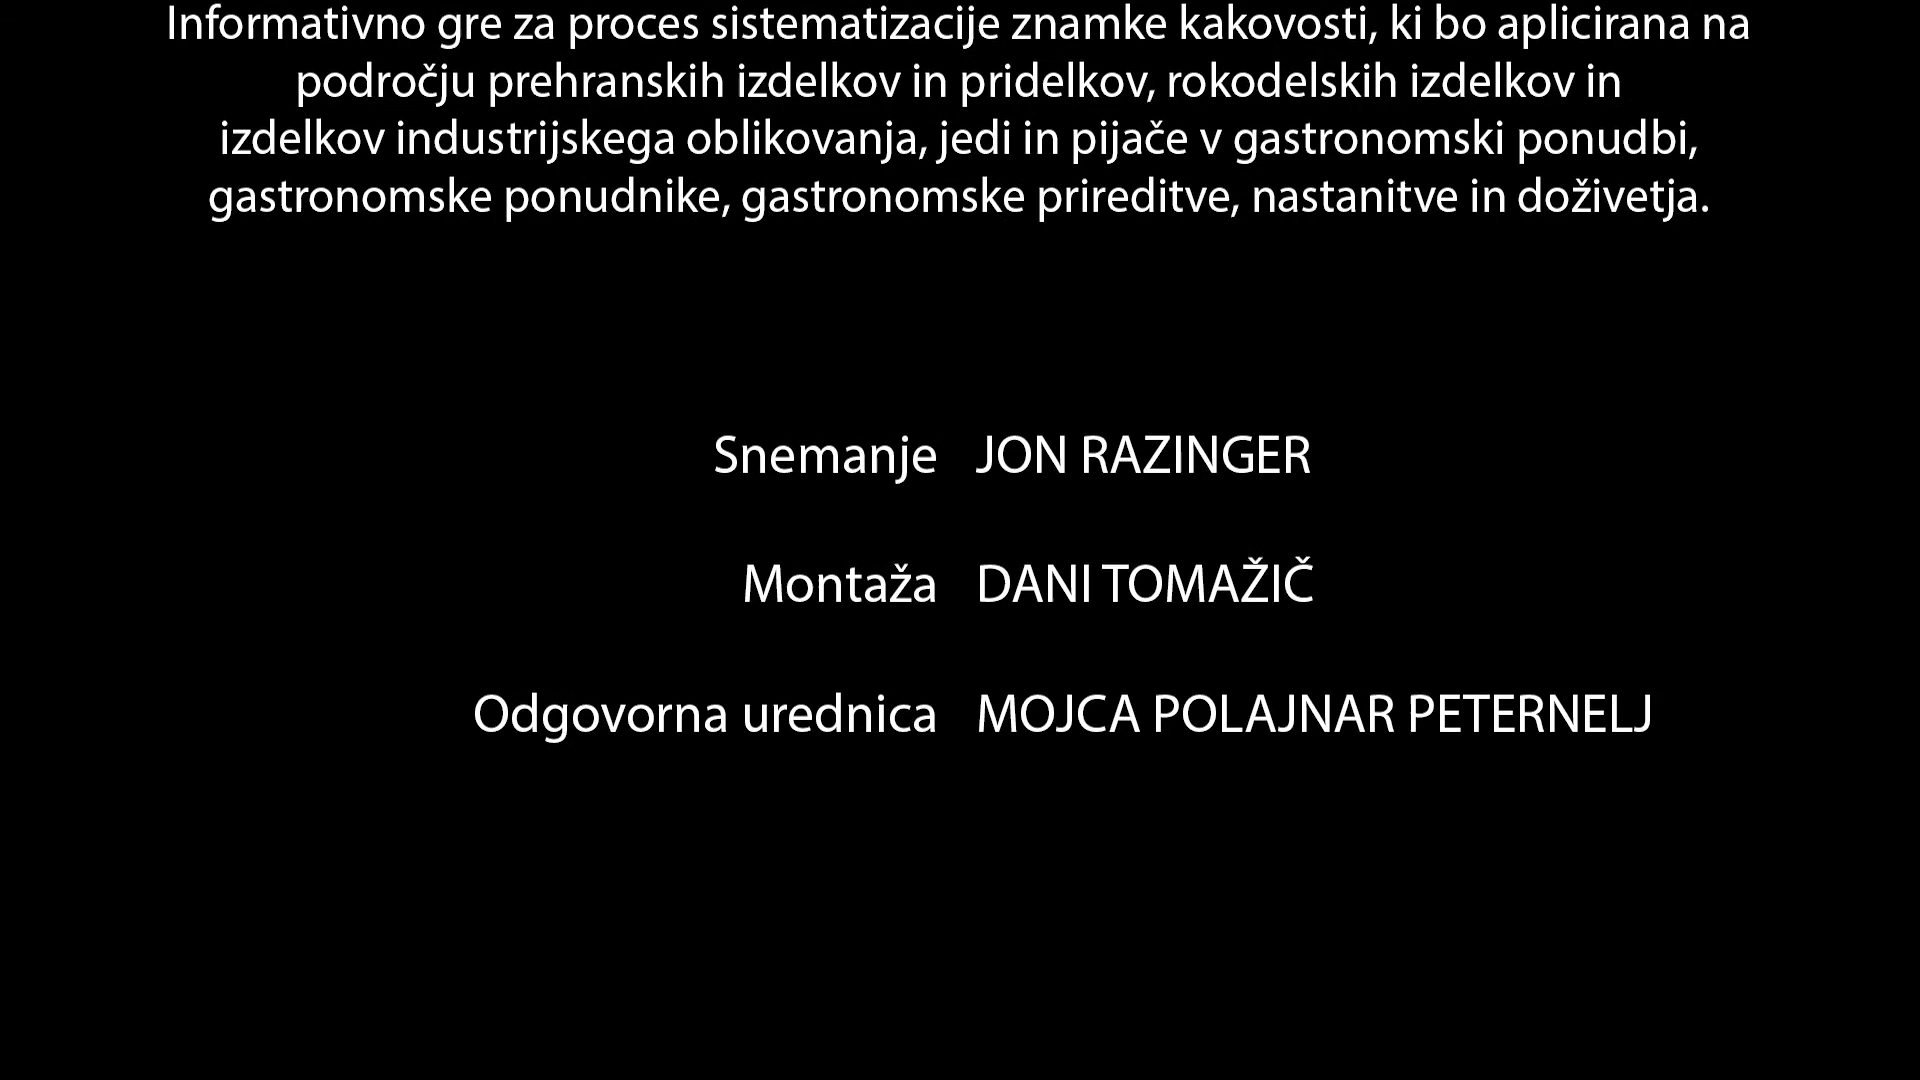 Informativno gre za proces sistematizacije znamke kakovosti, ki bo aplicirana na
področju prehranskih izdelkov in pridelkov, rokodelskih izdelkov in
izdelkov industrijskega oblikovanja, jedi in pijače v gastronomski ponudbi,
gastronomske ponudnike, gastronomske prireditve, nastanitve in doživetja.
Snemanje JON RAZINGER
Montaža DANI TOMAŽIČ
Odgovorna urednica MOJCA POLAJNAR PETERNELJ